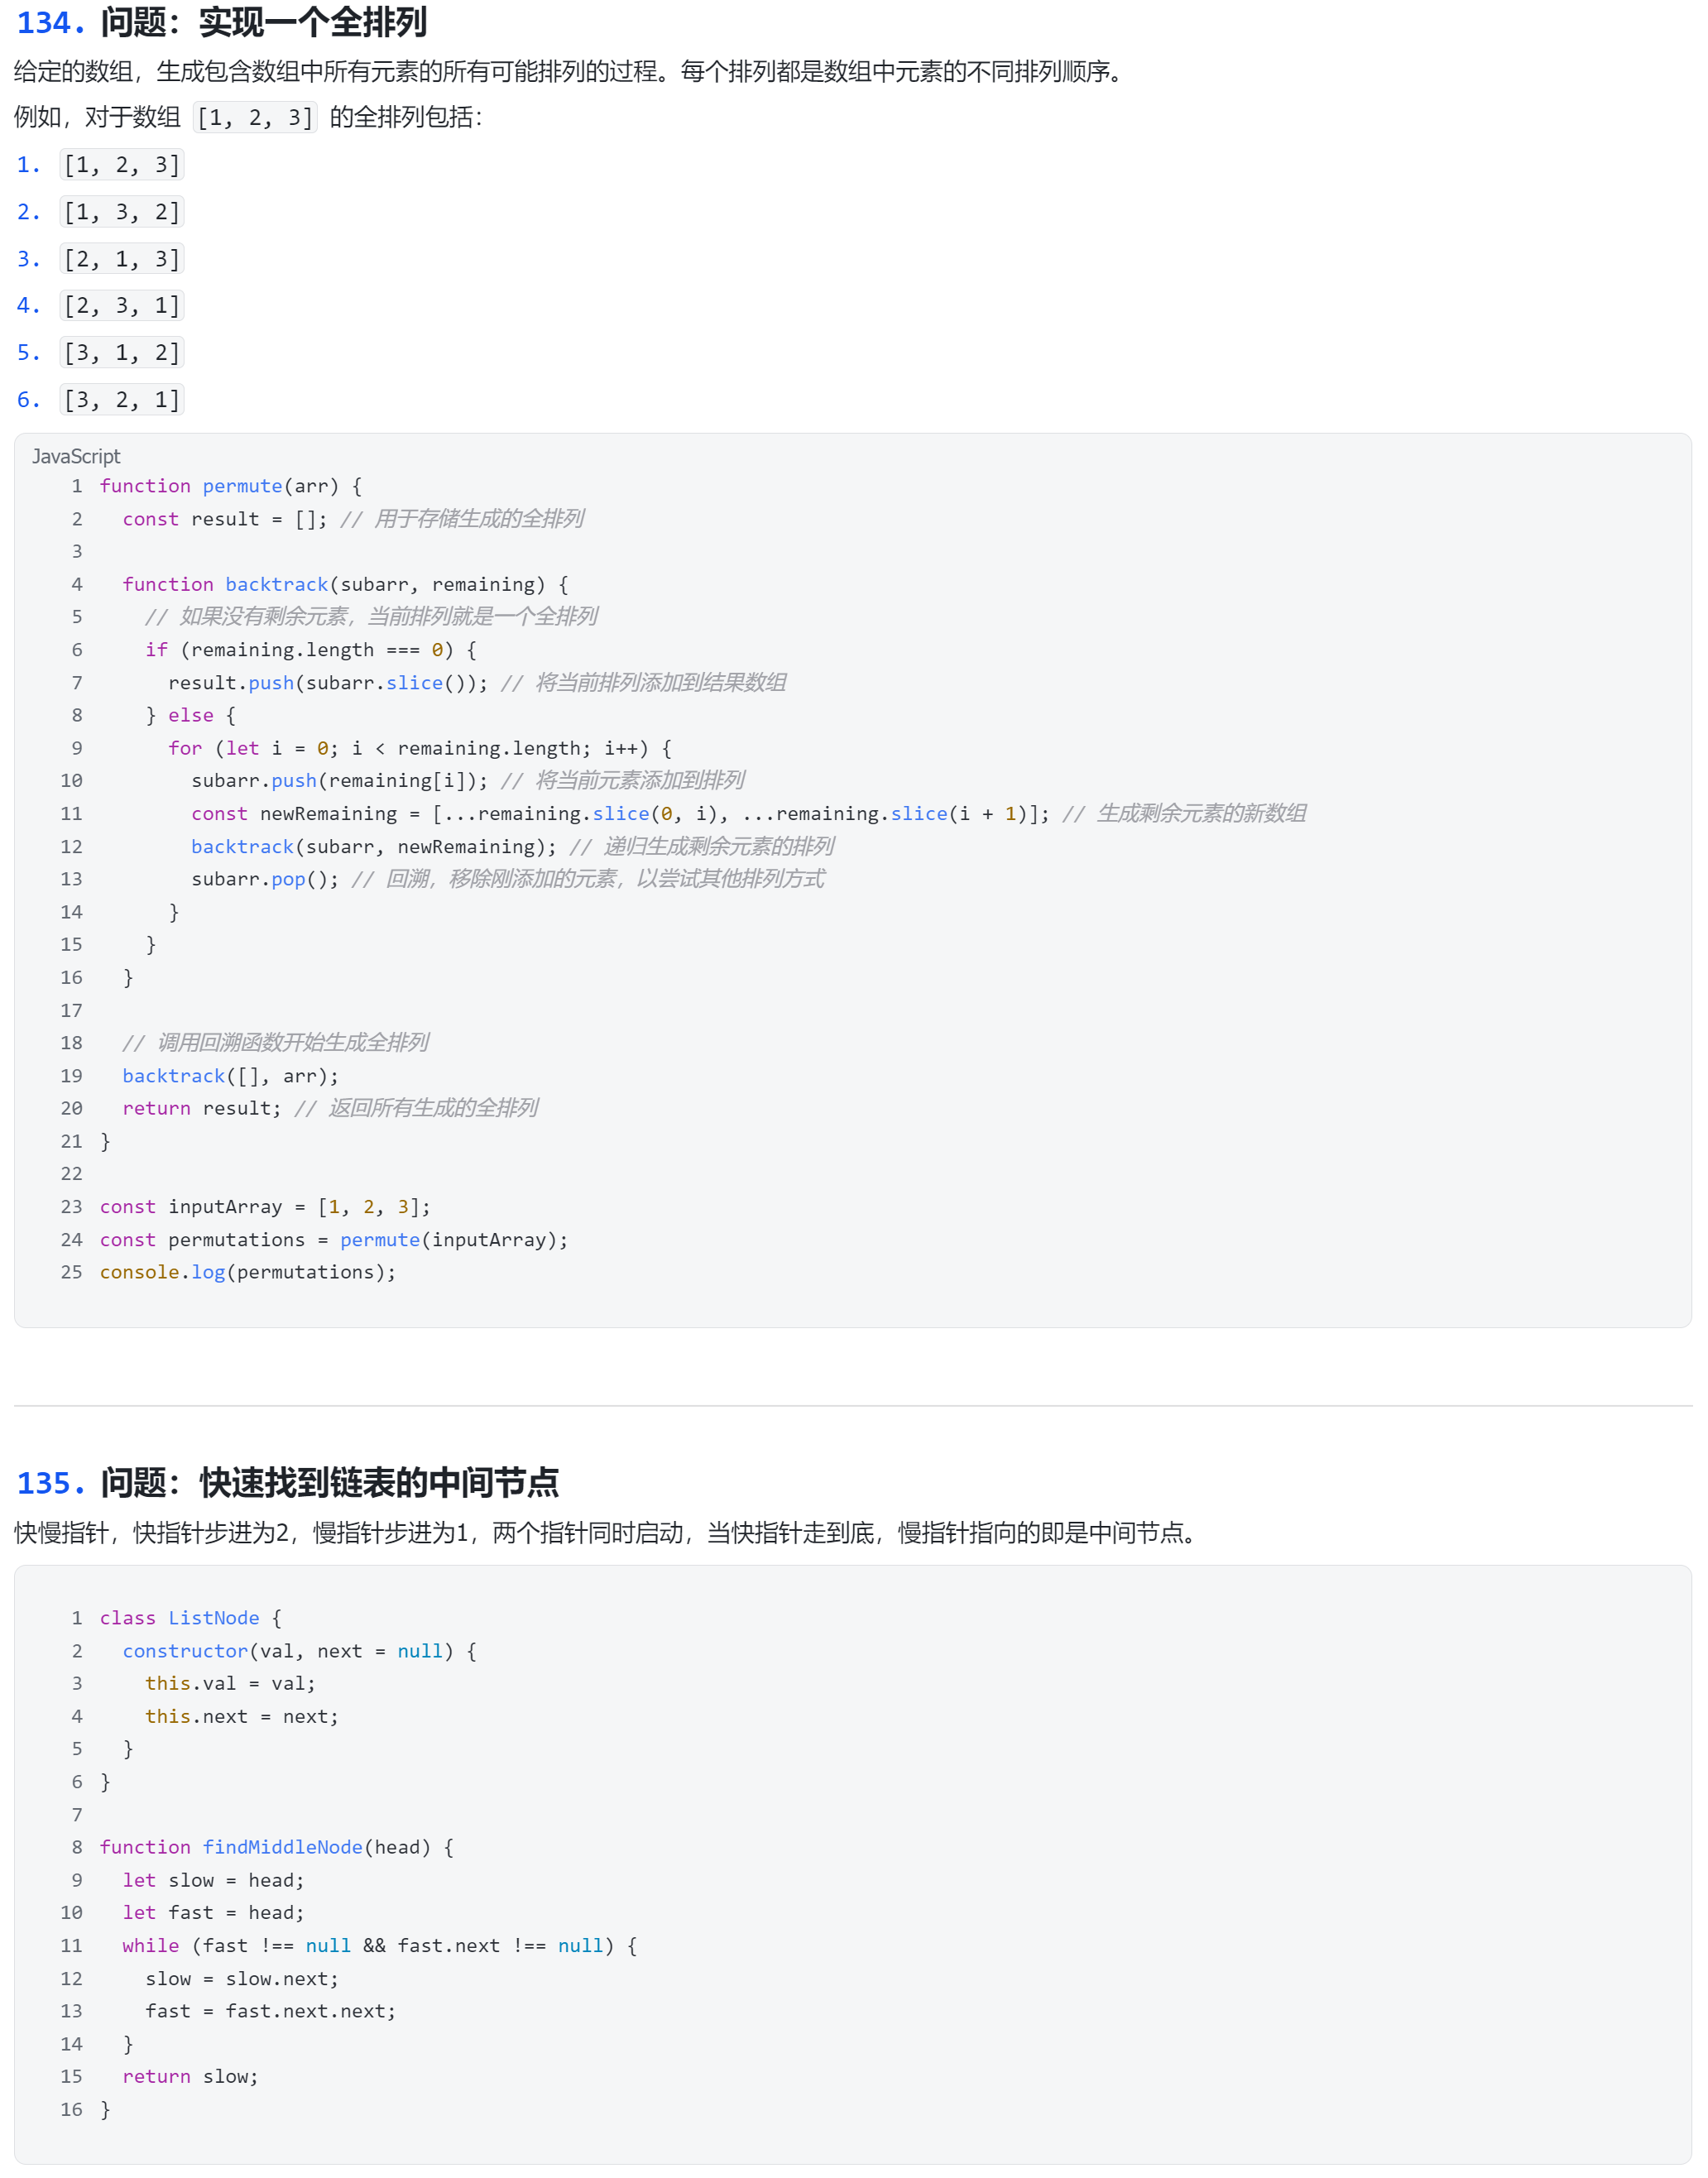 134. 问题：实现一个全排列
给定的数组，生成包含数组中所有元素的所有可能排列的过程。每个排列都是数组中元素的不同排列顺序。
例如，对于数组 [1, 2, 3] 的全排列包括：
1. [1, 2, 3]
2. [1, 3, 2]
3. [2, 1, 3]
4. [2, 3, 1]
5. [3, 1, 2]
6. [3, 2, 1]
JavaScript
1 function permute(arr) {
2   const result = []; // 用于存储生成的全排列
3
4   function backtrack(subarr, remaining) {
5     // 如果没有剩余元素，当前排列就是一个全排列
6     if (remaining.length === 0) {
7       result.push(subarr.slice()); // 将当前排列添加到结果数组
8     } else {
9       for (let i = 0; i < remaining.length; i++) {
10         subarr.push(remaining[i]); // 将当前元素添加到排列
11         const newRemaining = [...remaining.slice(0, i), ...remaining.slice(i + 1)]; // 生成剩余元素的新数组
12         backtrack(subarr, newRemaining); // 递归生成剩余元素的排列
13         subarr.pop(); // 回溯，移除刚添加的元素，以尝试其他排列方式
14       }
15     }
16   }
17
18   // 调用回溯函数开始生成全排列
19   backtrack([], arr);
20   return result; // 返回所有生成的全排列
21 }
22
23 const inputArray = [1, 2, 3];
24 const permutations = permute(inputArray);
25 console.log(permutations);
135. 问题：快速找到链表的中间节点
快慢指针，快指针步进为2，慢指针步进为1，两个指针同时启动，当快指针走到底，慢指针指向的即是中间节点。
1 class ListNode {
2   constructor(val, next = null) {
3     this.val = val;
4     this.next = next;
5   }
6 }
7
8 function findMiddleNode(head) {
9   let slow = head;
10   let fast = head;
11   while (fast !== null && fast.next !== null) {
12     slow = slow.next;
13     fast = fast.next.next;
14   }
15   return slow;
16 }